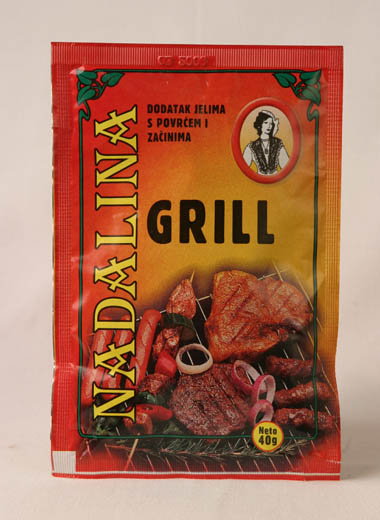 NADALINA
DODATAK JELIMA
S POVRĆEM I
ZAČINIMA
GRILL
Neto
40g